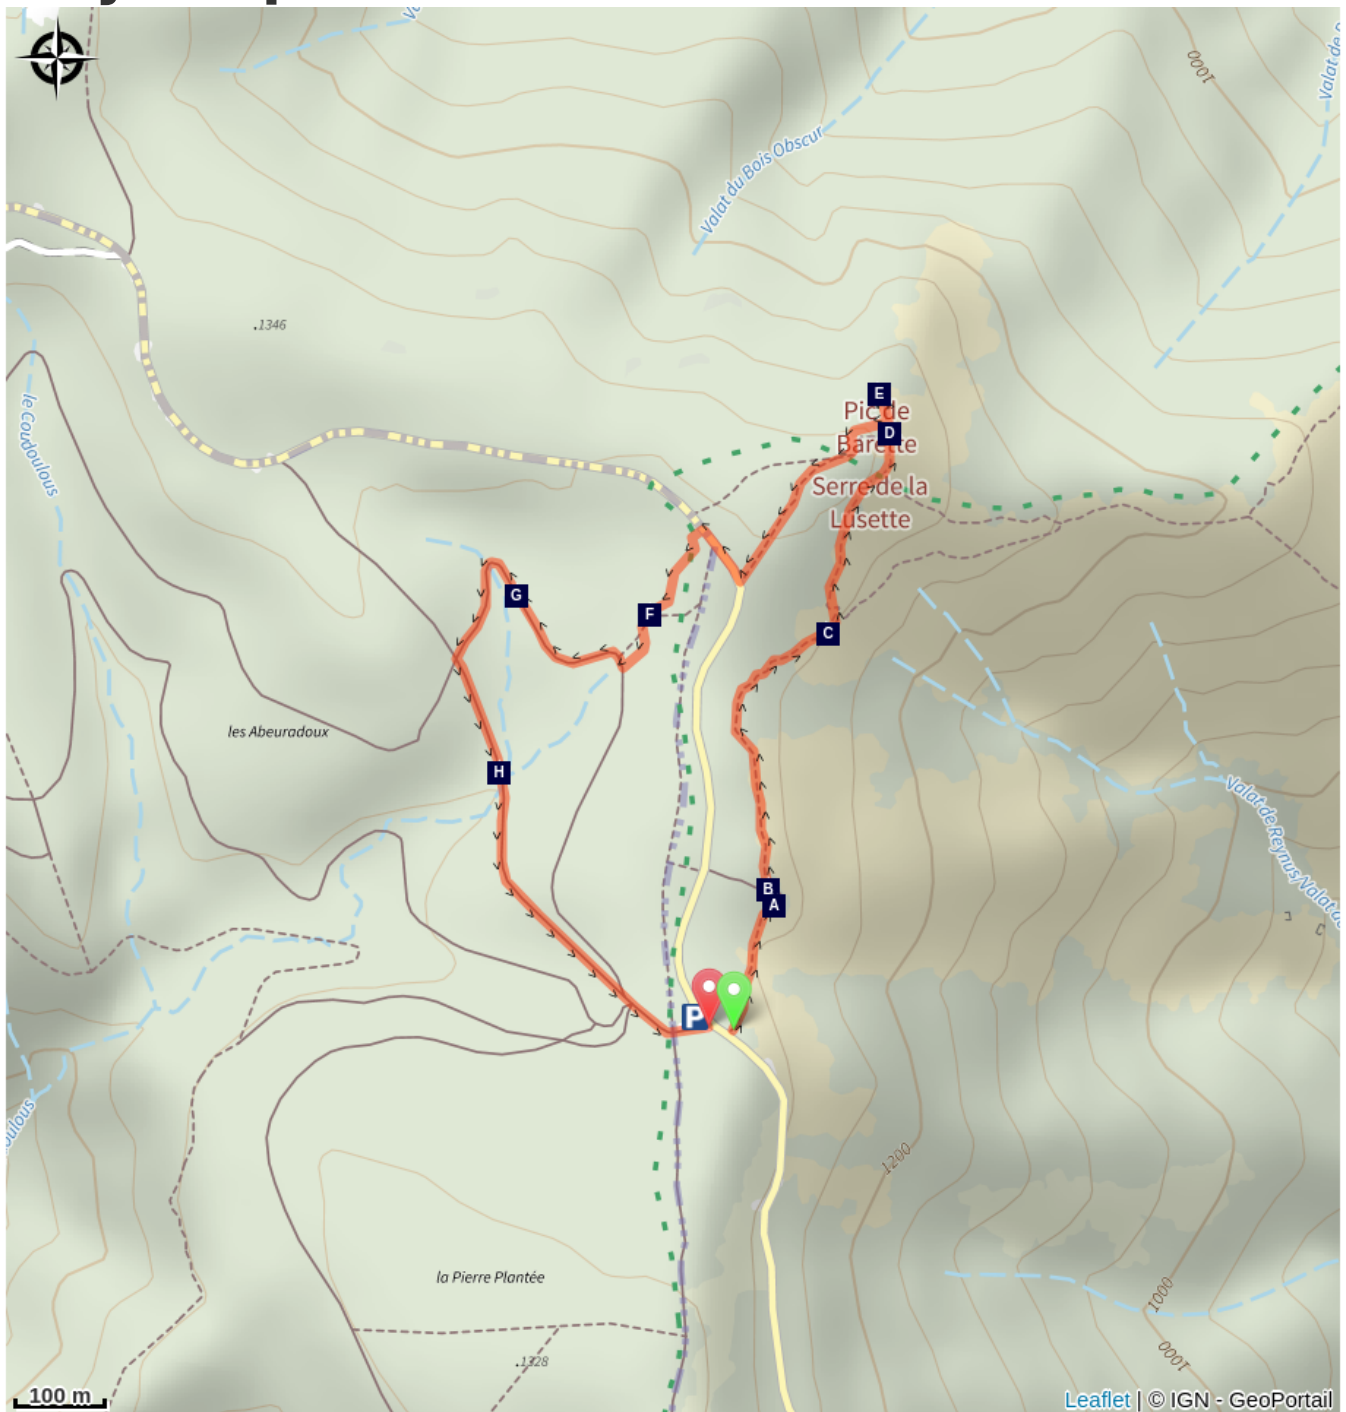 1000
Valat du Bois Obscur
.1346
le Coudoulous
E
Pic de
D
Barette
Serre de la
Lusette
G
F
C
les Abeuradoux
H
Valat de Reynus/Valat d
B
A
P
oulous
1200
la Pierre Plantée
1000
1000
.1328
100 m
Leaflet | © IGN - GeoPortail